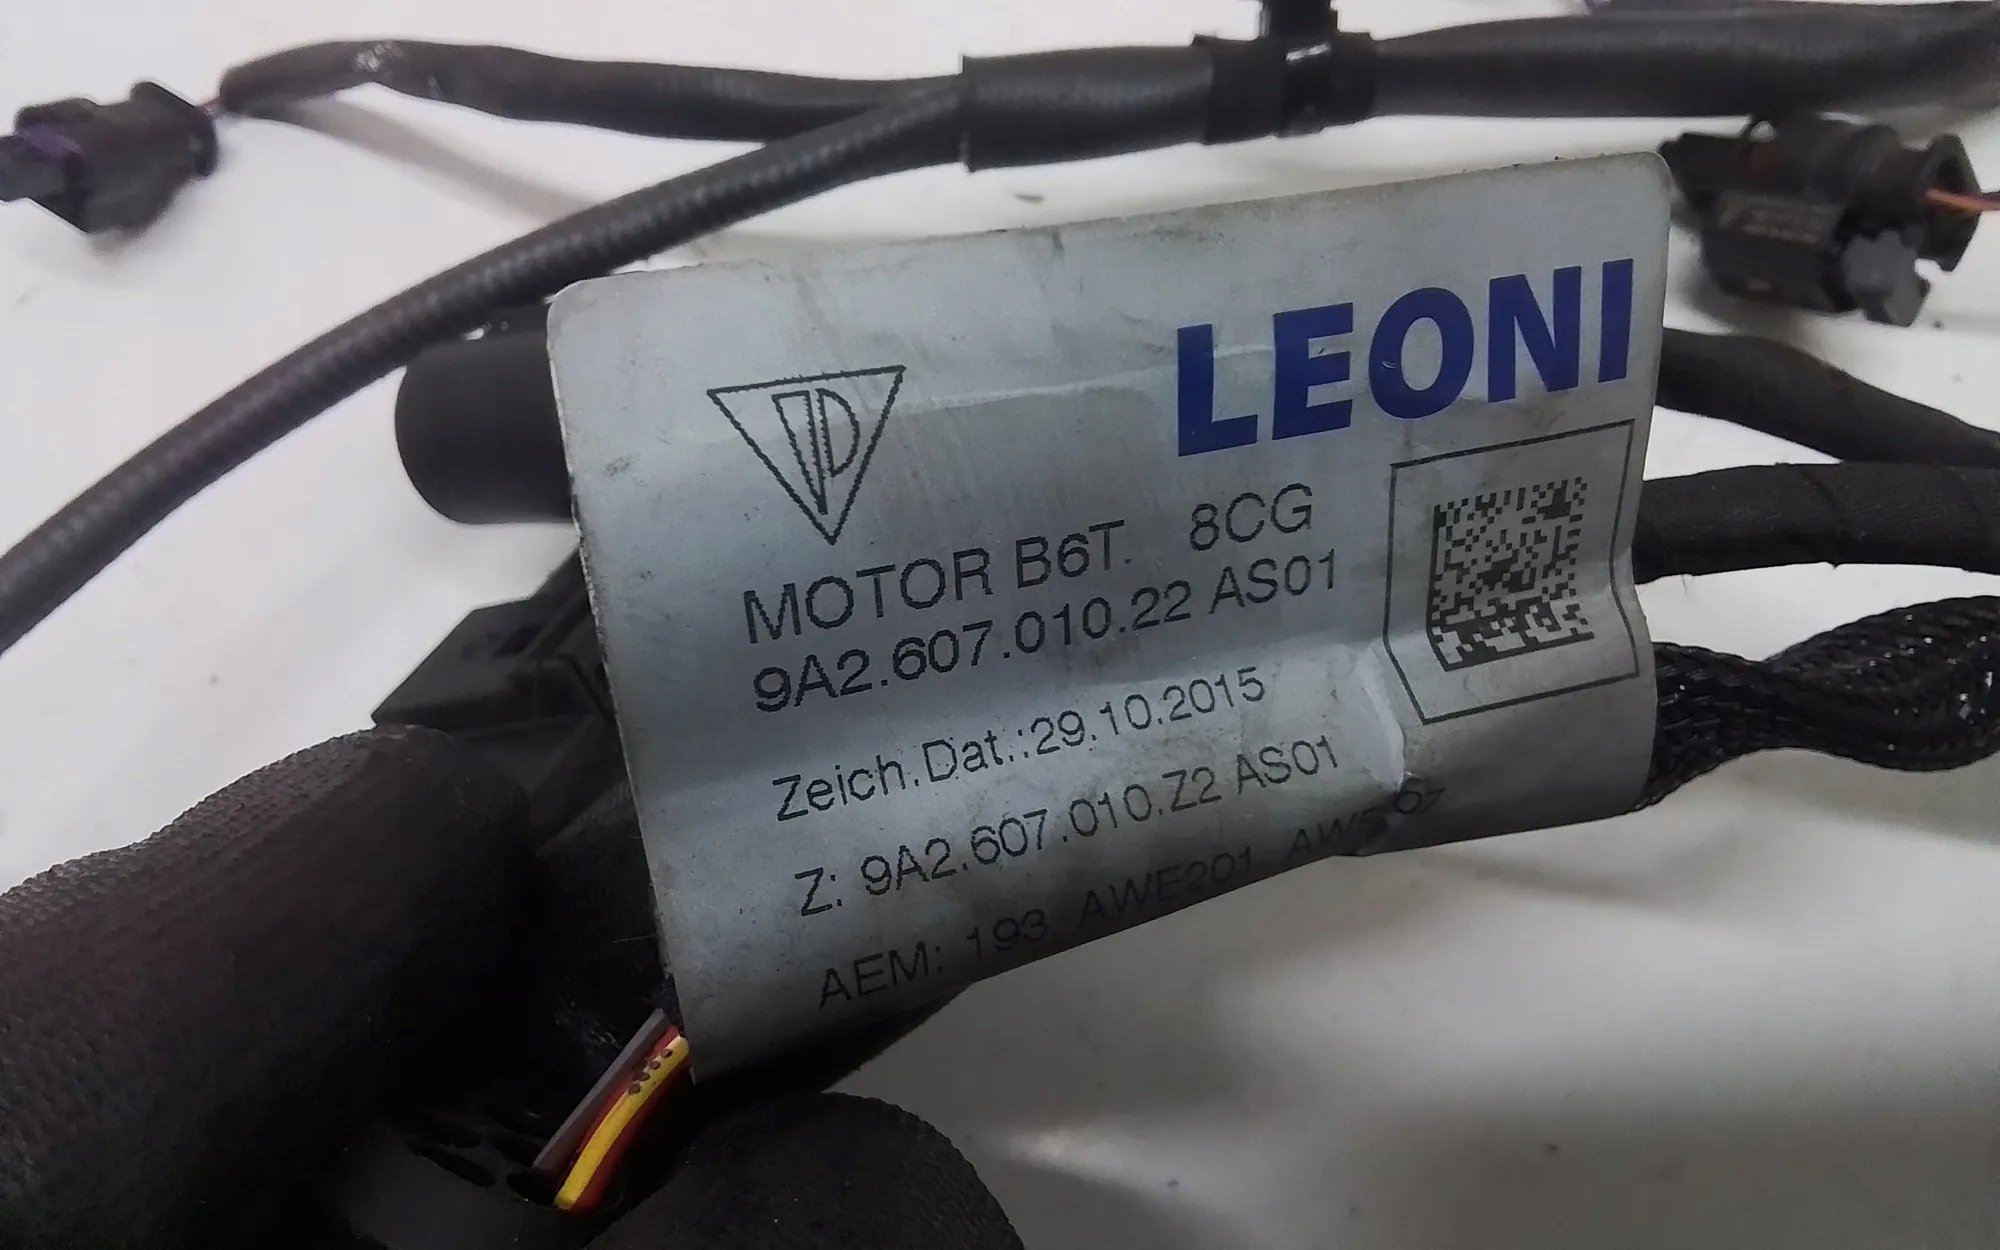 LEONI
MOTOR B6T. 8CG
9A2.607.010.22 AS01
Zeich.Dat.:29.10.2015
Z: 9A2.607.010.Z2 AS01
AEM: 193, AWE201